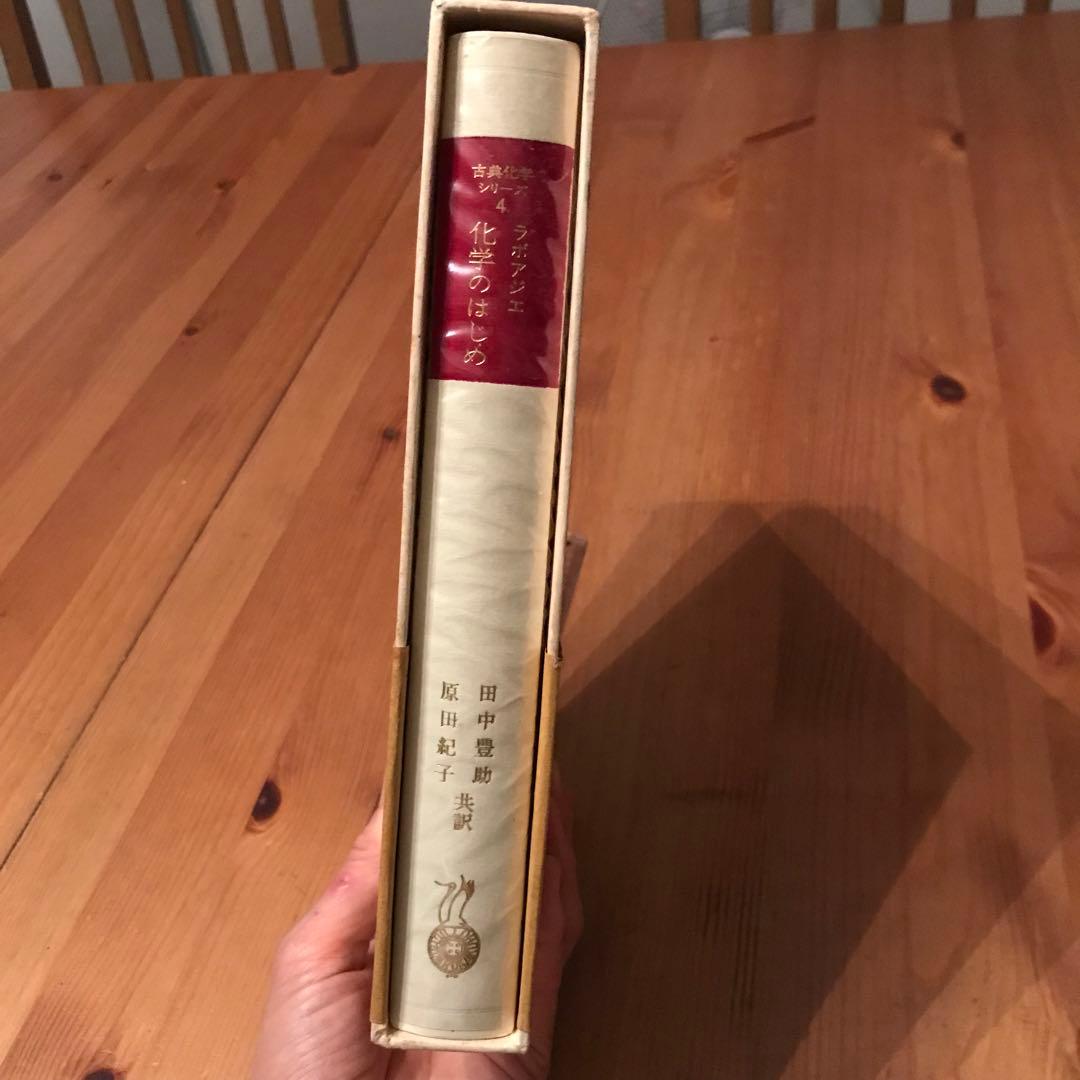 古典化学
シリーズ
4
ラボアジエ
化学のはじめ
田中豊助
原田紀子
共訳